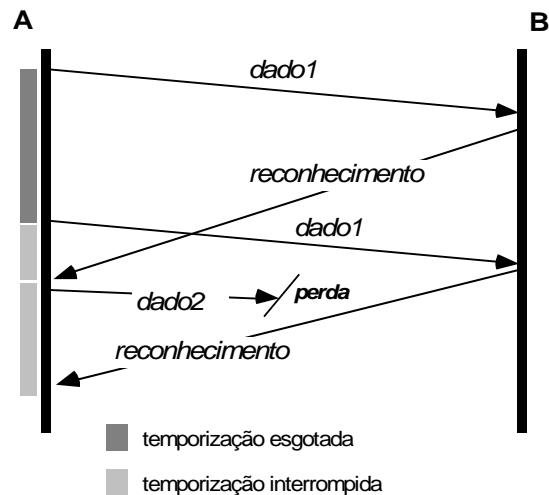 A
B
dado1
reconhecimento
dado1
dado2
perda
reconhecimento
temporização esgotada
temporização interrompida